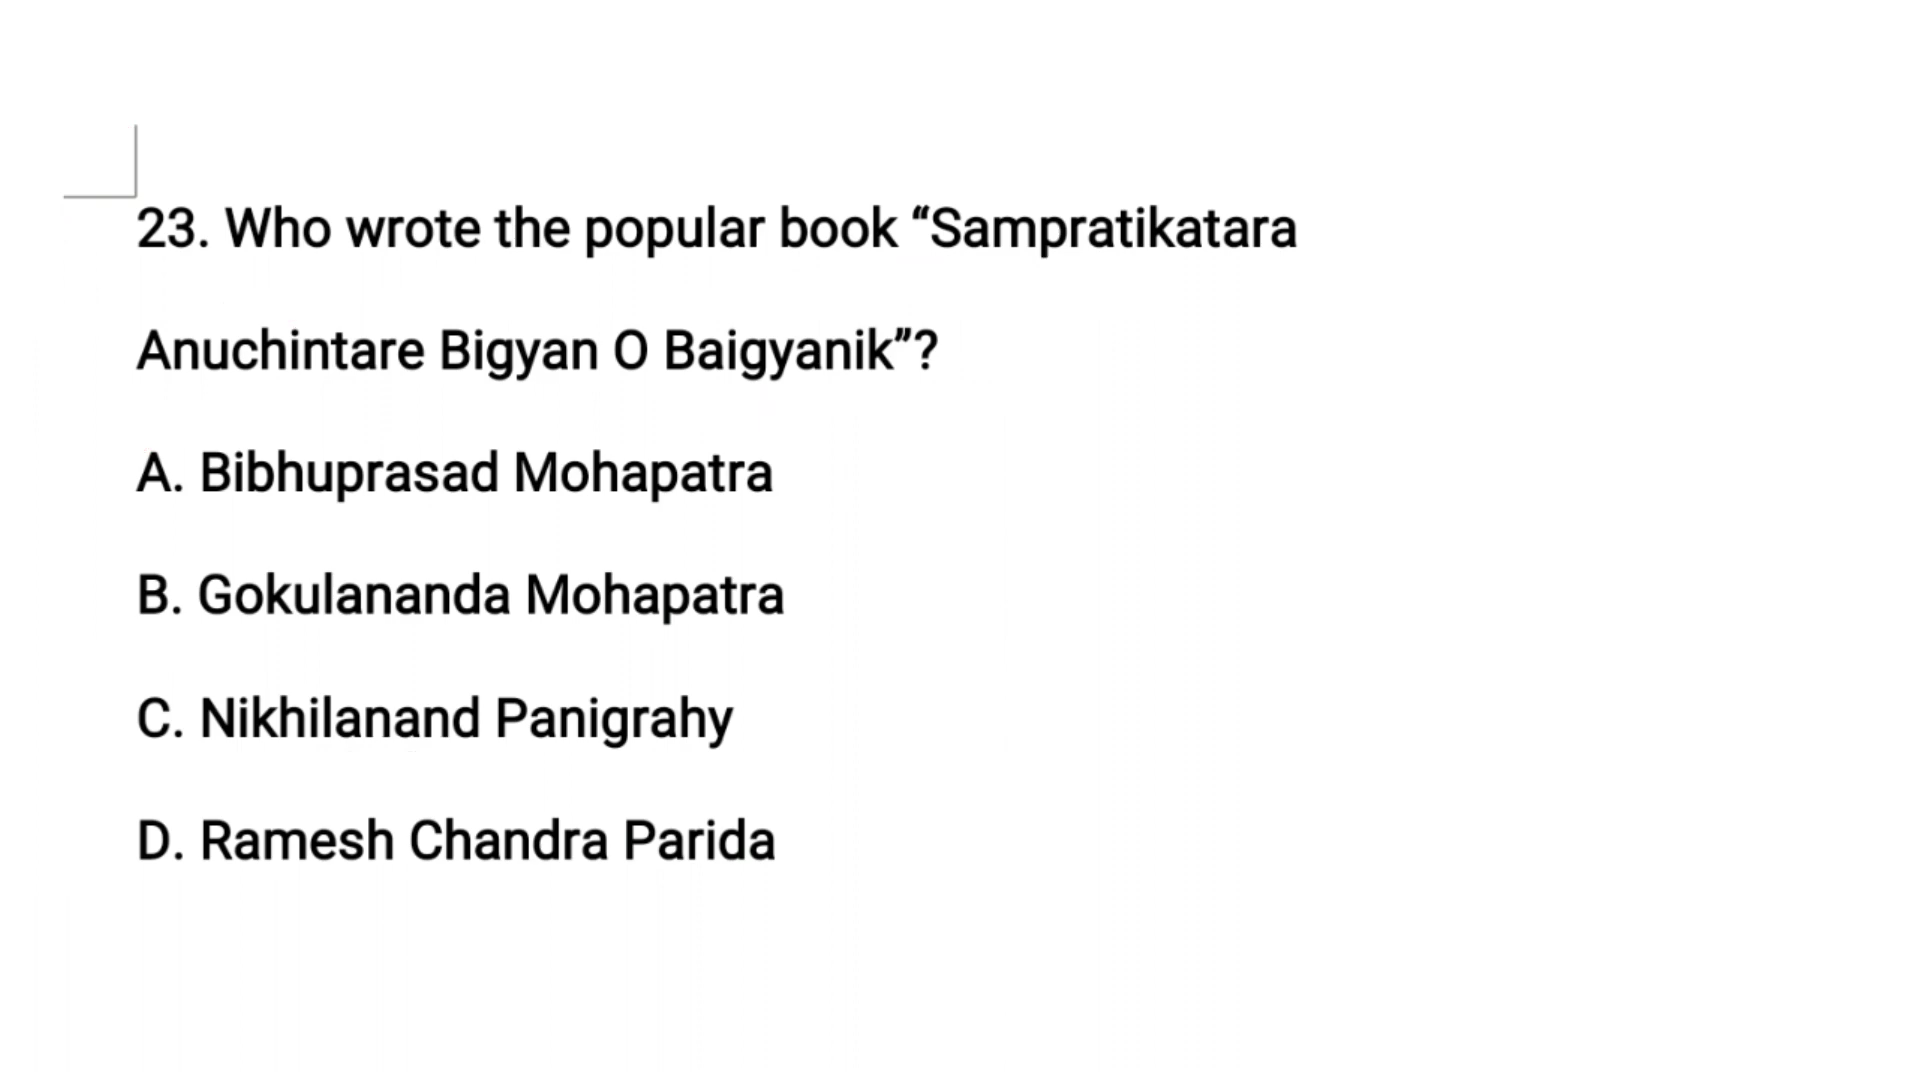 23. Who wrote the popular book “Sampratikatara
Anuchintare Bigyan O Baigyanik”?
A. Bibhuprasad Mohapatra
B. Gokulananda Mohapatra
C. Nikhilanand Panigrahy
D. Ramesh Chandra Parida